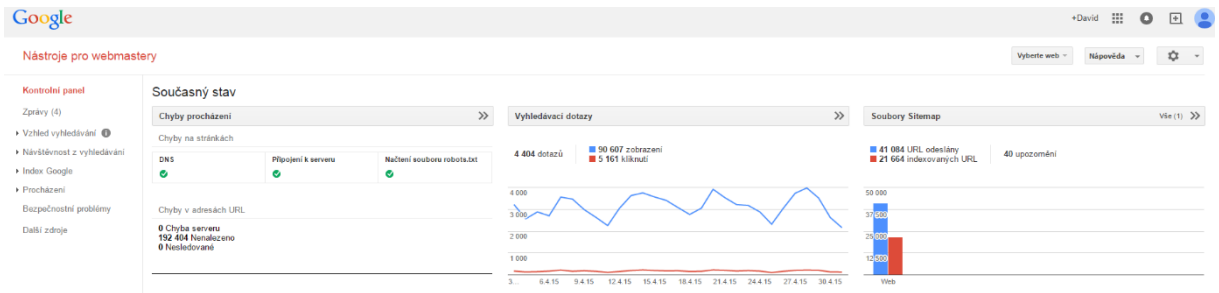 Google
+David
Nástroje pro webmastery
Vyberte web
Nápověda
Kontrolní panel
Zprávy (4)
Vzhled vyhledávání
Návštěvnost z vyhledávání
Index Google
Procházení
Bezpečnostní problémy
Další zdroje
Současný stav
Chyby procházení
Chyby na stránkách
DNS
Připojení k serveru
Načtení souboru robots.txt
Chyby v adresách URL
0 Chyba serveru
192 404 Nenalezeno
0 Nesledované
Vyhledávací dotazy
4 404 dotazů
90 607 zobrazení
5 161 kliknutí
4 000
3 000
2 000
1 000
3... 6.4.15 9.4.15 12.4.15 15.4.15 18.4.15 21.4.15 24.4.15 27.4.15 30.4.15
Soubory Sitemap
Vše (1)
41 084 URL odeslány
21 664 indexovaných URL
40 upozornění
50 000
37 500
25 000
12 500
Web